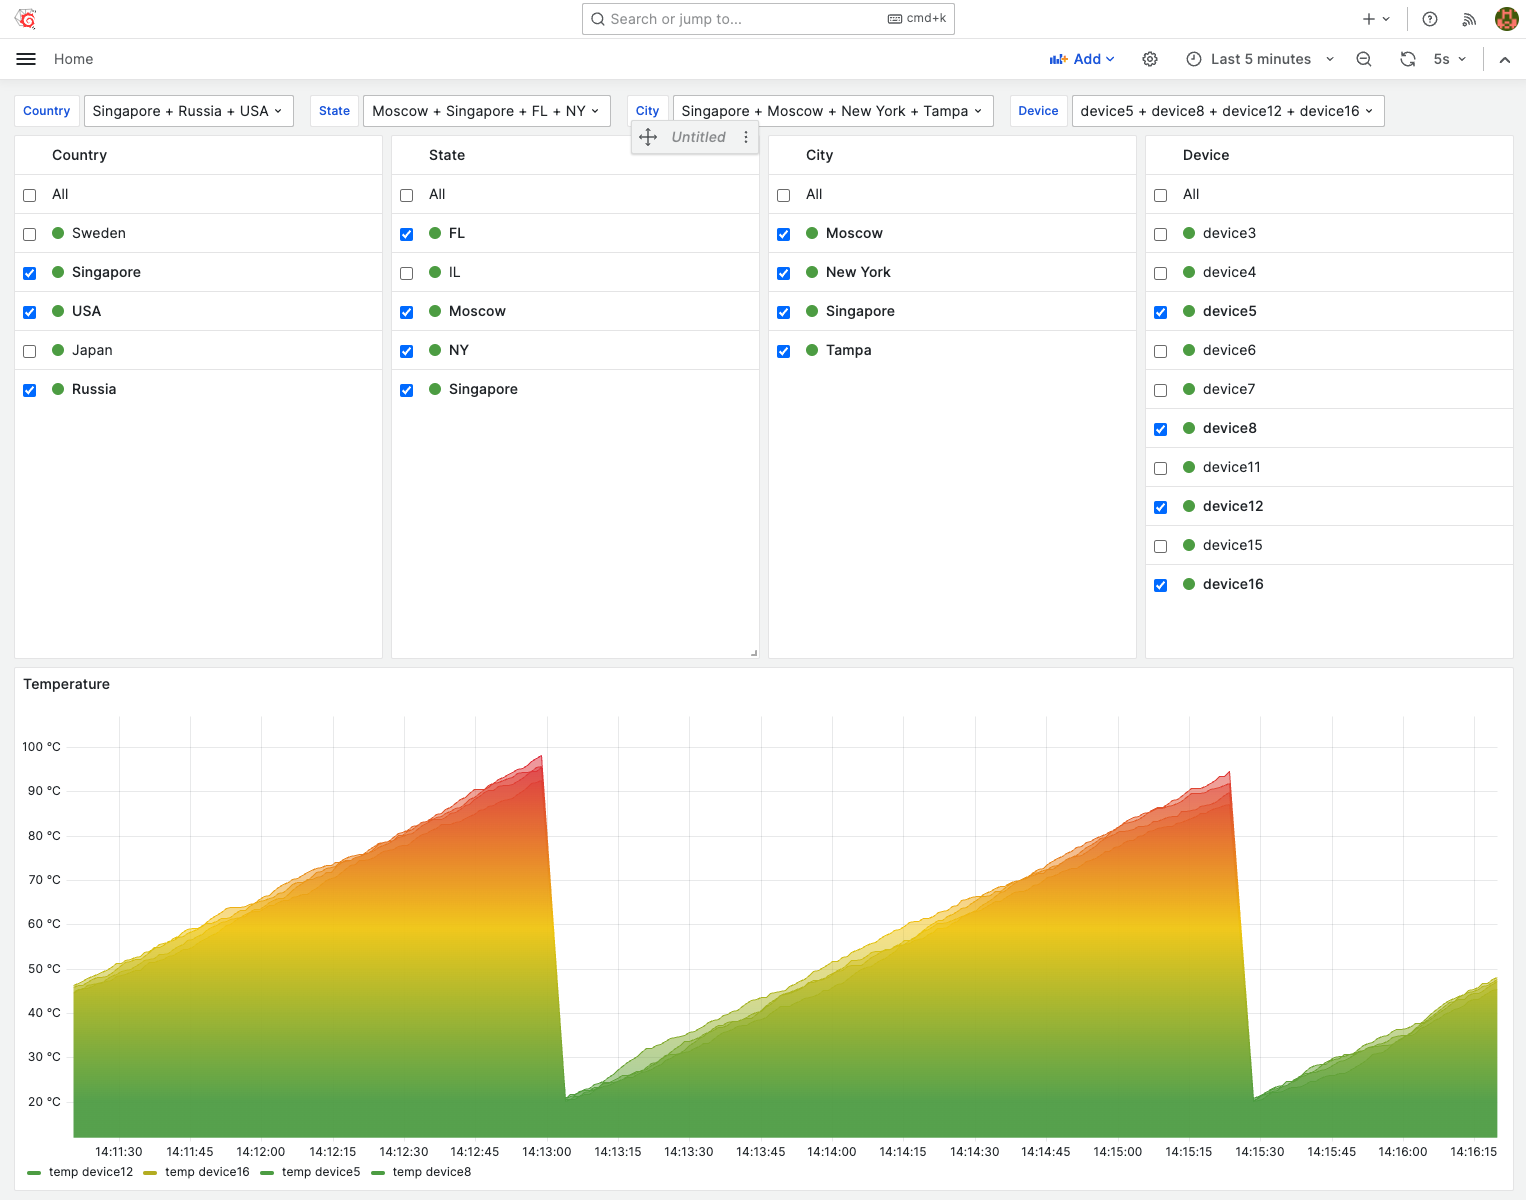 Search or jump to... cmd+k
Home Add Last 5 minutes 5s
Country Singapore + Russia + USA State Moscow + Singapore + FL + NY City Singapore + Moscow + New York + Tampa Device device5 + device8 + device12 + device16
Untitled
Country
All
Sweden
Singapore
USA
Japan
Russia
State
All
FL
IL
Moscow
NY
Singapore
City
All
Moscow
New York
Singapore
Tampa
Device
All
device3
device4
device5
device6
device7
device8
device11
device12
device15
device16
Temperature
100 °C
90 °C
80 °C
70 °C
60 °C
50 °C
40 °C
30 °C
20 °C
14:11:30 14:11:45 14:12:00 14:12:15 14:12:30 14:12:45 14:13:00 14:13:15 14:13:30 14:13:45 14:14:00 14:14:15 14:14:30 14:14:45 14:15:00 14:15:15 14:15:30 14:15:45 14:16:00 14:16:15
temp device12 temp device16 temp device5 temp device8